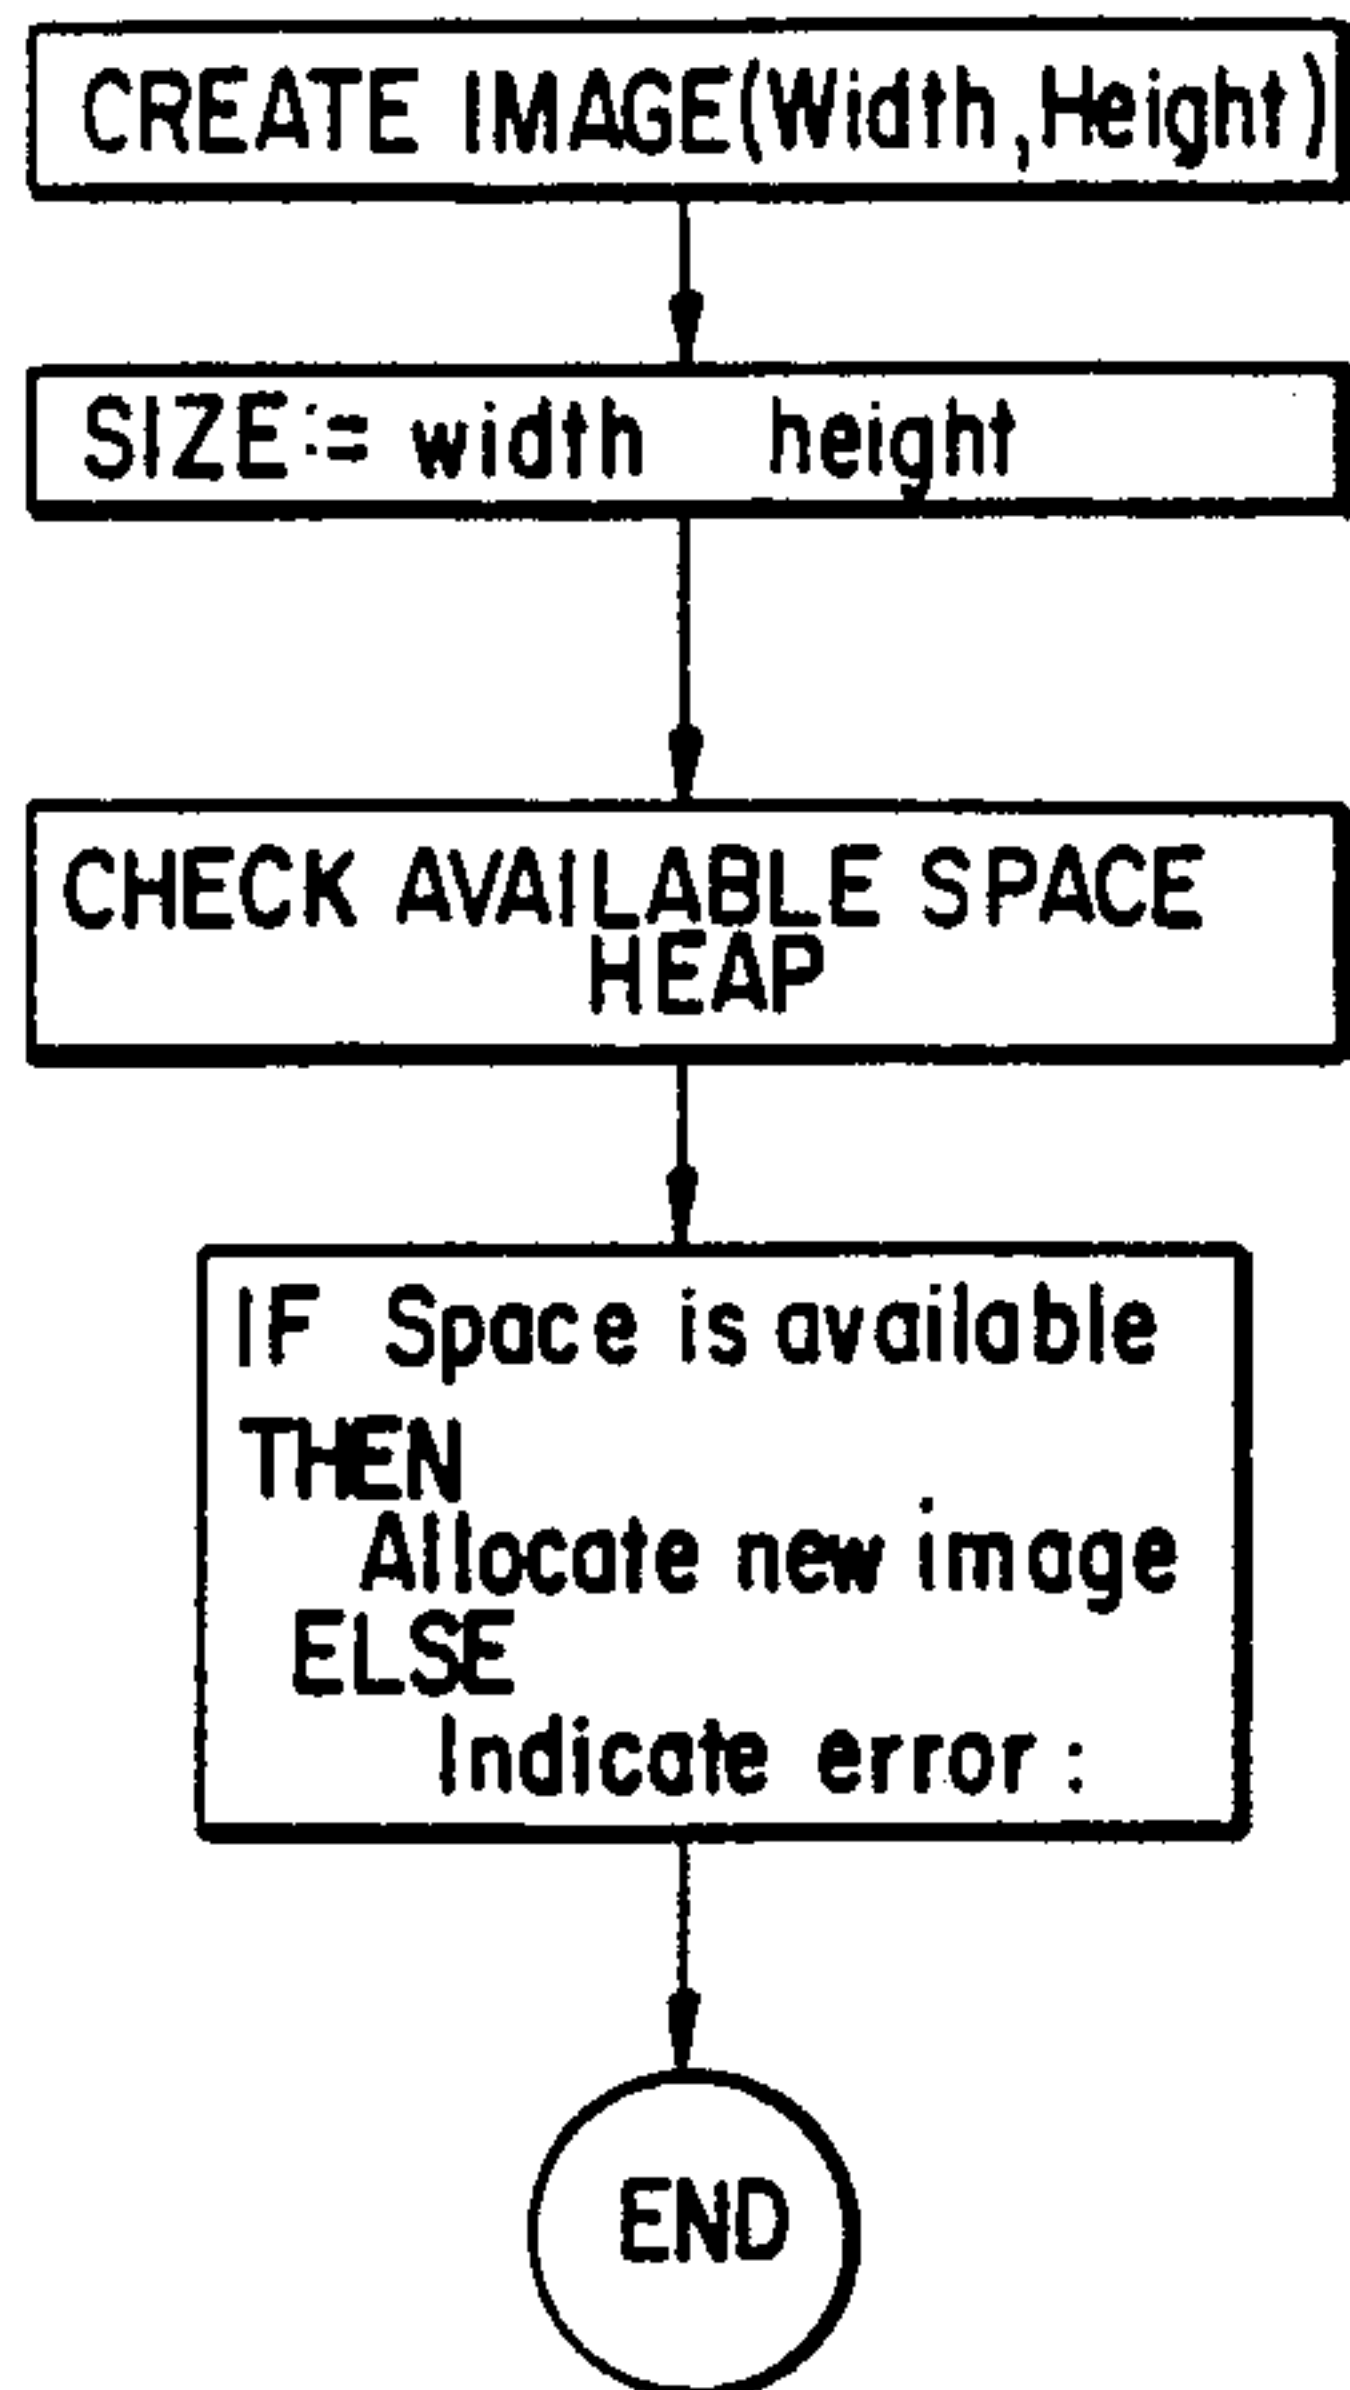 CREATE IMAGE(Width,Height)
SIZE:= width height
CHECK AVAILABLE SPACE
HEAP
IF Space is available
THEN
Allocate new image
ELSE
Indicate error:
END